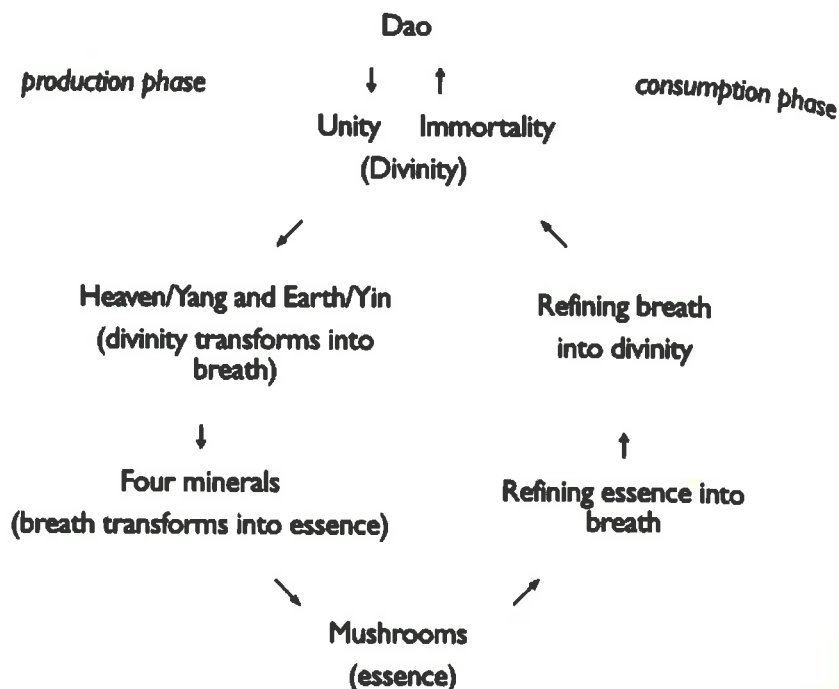 Dao
production phase
consumption phase
Unity Immortality
(Divinity)
Heaven/Yang and Earth/Yin
(divinity transforms into
breath)
Refining breath
into divinity
Four minerals
(breath transforms into essence)
Refining essence into
breath
Mushrooms
(essence)